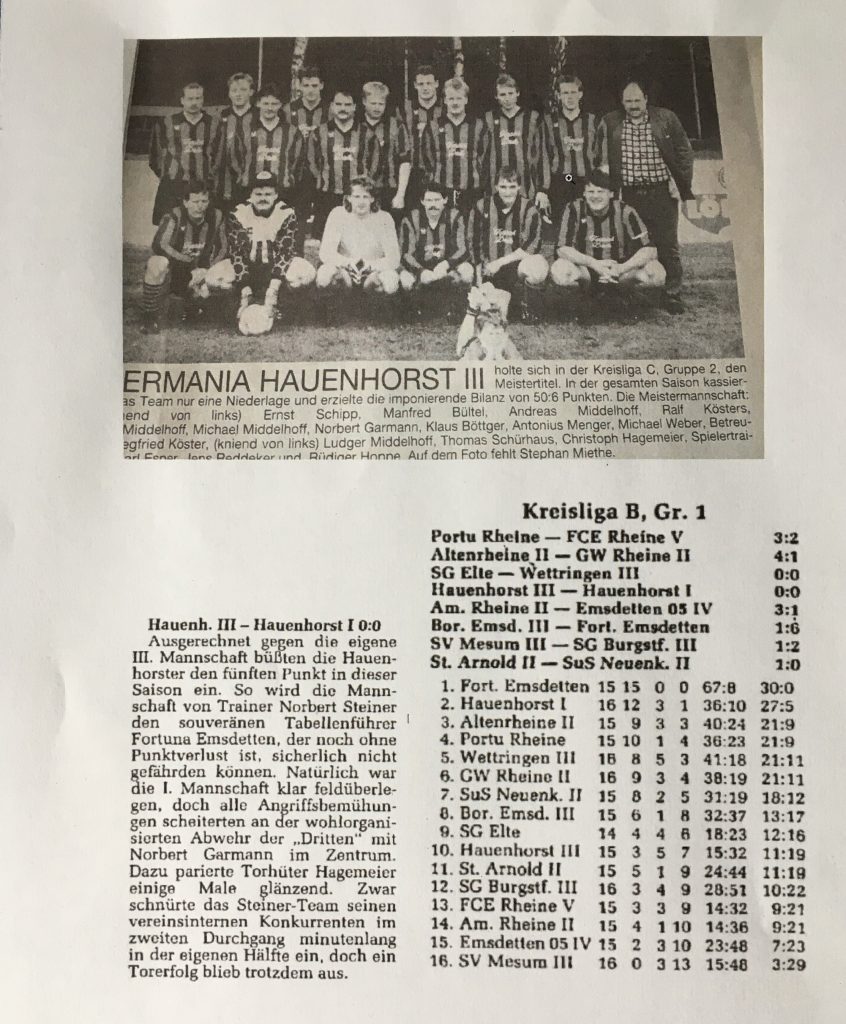 ERMANIA HAUENHORST III holte sich in der Kreisliga C, Gruppe 2, den
Meistertitel. In der gesamten Saison kassier-
as Team nur eine Niederlage und erzielte die imponierende Bilanz von 50:6 Punkten. Die Meistermannschaft:
end von links) Ernst Schipp, Manfred Bültel, Andreas Middelhoff, Ralf Kösters,
Middelhoff, Michael Middelhoff, Norbert Garmann, Klaus Böttger, Antonius Menger, Michael Weber, Betreu-
egfried Köster, (kniend von links) Ludger Middelhoff, Thomas Schürhaus, Christoph Hagemeier, Spielertrai-
Jens Reddeker und Rüdiger Hoppe. Auf dem Foto fehlt Stephan Miethe.
Hauenh. III – Hauenhorst I 0:0
Ausgerechnet gegen die eigene
III. Mannschaft büßten die Hauen-
horster den fünften Punkt in dieser
Saison ein. So wird die Mann-
schaft von Trainer Norbert Steiner
den souveränen Tabellenführer
Fortuna Emsdetten, der noch ohne
Punktverlust ist, sicherlich nicht
gefährden können. Natürlich war
die I. Mannschaft klar feldüberle-
gen, doch alle Angriffsbemühun-
gen scheiterten an der wohlorgani-
sierten Abwehr der „Dritten" mit
Norbert Garmann im Zentrum.
Dazu parierte Torhüter Hagemeier
einige Male glänzend. Zwar
schnürte das Steiner-Team seinen
vereinsinternen Konkurrenten im
zweiten Durchgang minutenlang
in der eigenen Hälfte ein, doch ein
Torerfolg blieb trotzdem aus.
Kreisliga B, Gr. 1
Portu Rheine — FCE Rheine V 3:2
Altenrheine II — GW Rheine II 4:1
SG Elte — Wettringen III 0:0
Hauenhorst III — Hauenhorst I 0:0
Am. Rheine II — Emsdetten 05 IV 3:1
Bor. Emsd. III — Fort. Emsdetten 1:6
SV Mesum III — SG Burgstf. III 1:2
St. Arnold II — SuS Neuenk. II 1:0
1. Fort. Emsdetten 15 15 0 0 67:8 30:0
2. Hauenhorst I 16 12 3 1 36:10 27:5
3. Altenrheine II 15 9 3 3 40:24 21:9
4. Portu Rheine 15 10 1 4 36:23 21:9
5. Wettringen III 16 8 5 3 41:18 21:11
6. GW Rheine II 16 9 3 4 38:19 21:11
7. SuS Neuenk. II 15 8 2 5 31:19 18:12
8. Bor. Emsd. III 15 6 1 8 32:37 13:17
9. SG Elte 14 4 4 6 18:23 12:16
10. Hauenhorst III 15 3 5 7 15:32 11:19
11. St. Arnold II 15 5 1 9 24:44 11:19
12. SG Burgstf. III 16 3 4 9 28:51 10:22
13. FCE Rheine V 15 3 3 9 14:32 9:21
14. Am. Rheine II 15 4 1 10 14:36 9:21
15. Emsdetten 05 IV 15 2 3 10 23:48 7:23
16. SV Mesum III 16 0 3 13 15:48 3:29